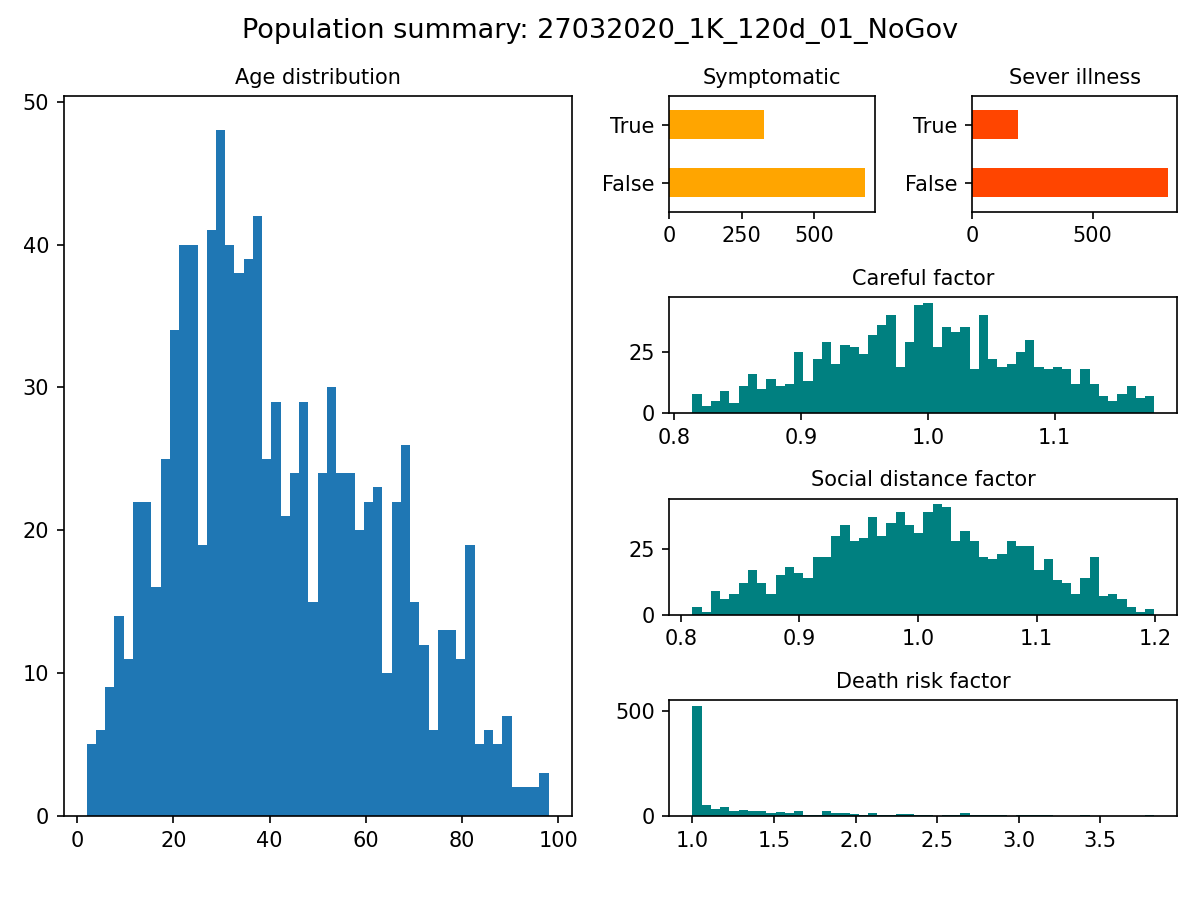 Population summary: 27032020_1K_120d_01_NoGov
Age distribution
50
40
30
20
10
0
0 20 40 60 80 100
Symptomatic
True
False
0 250 500
Sever illness
True
False
0 500
Careful factor
25
0
0.8 0.9 1.0 1.1
Social distance factor
25
0
0.8 0.9 1.0 1.1 1.2
Death risk factor
500
0
1.0 1.5 2.0 2.5 3.0 3.5